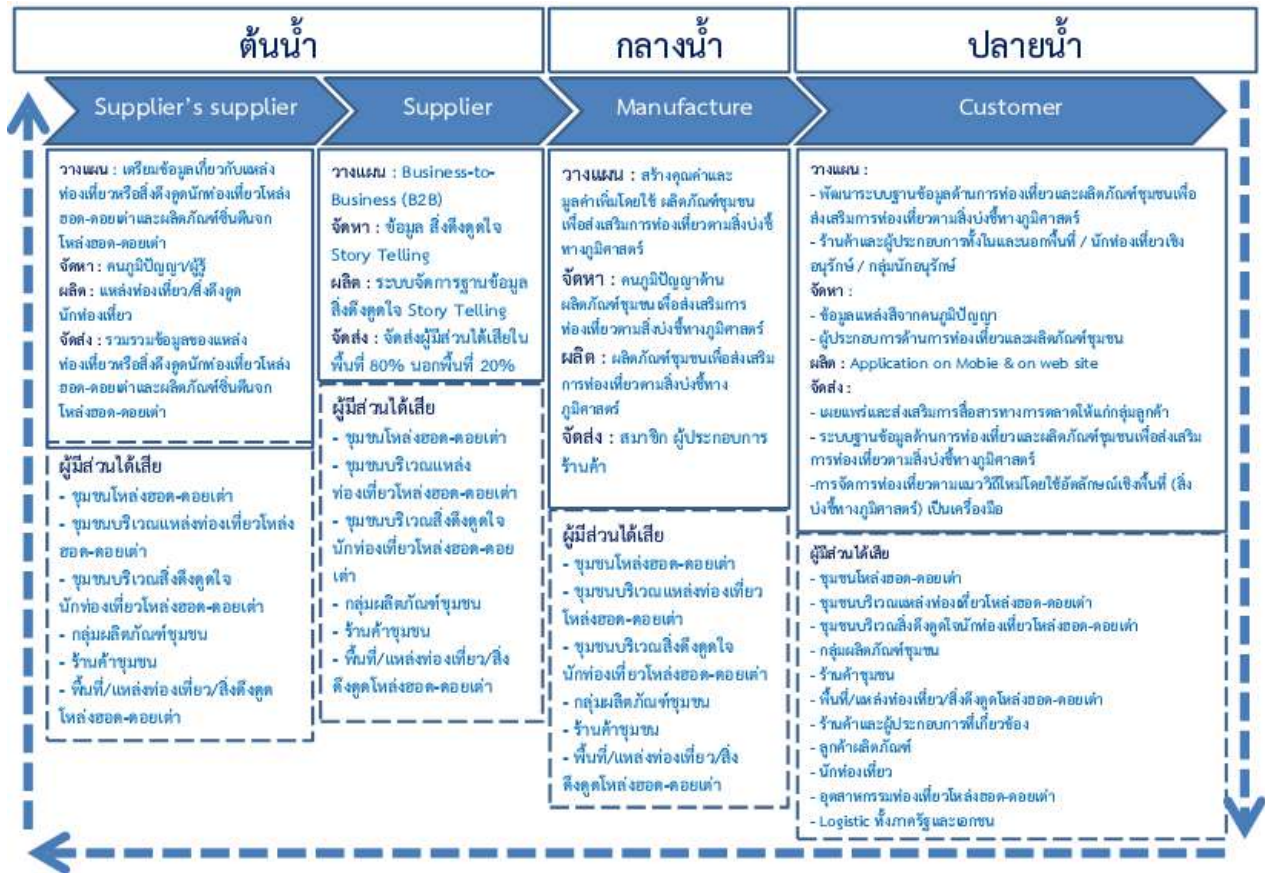 ต้นน้ำ
กลางน้ำ
ปลายน้ำ
Supplier's supplier
Supplier
Manufacture
Customer
วางแผน : เตรียมข้อมูลเกี่ยวกับแหล่ง
ท่องเที่ยวหรือสิ่งดึงดูดนักท่องเที่ยวโหล่ง
ฮอด-ดอยเต่าและผลิตภัณฑ์ชิ้นตีนจก
โหล่งฮอด-ดอยเต่า
จัดหา : คนภูมิปัญญา/ผู้รู้
ผลิต : แหล่งท่องเที่ยว/สิ่งดึงดูด
นักท่องเที่ยว
จัดส่ง : รวมรวมข้อมูลของแหล่ง
ท่องเที่ยวหรือสิ่งดึงดูดนักท่องเที่ยวโหล่ง
ฮอด-ดอยเต่าและผลิตภัณฑ์ชิ้นตีนจก
โหล่งฮอด-ดอยเต่า
ผู้มีส่วนได้เสีย
- ชุมชนโหล่งฮอด-ดอยเต่า
- ชุมชนบริเวณแหล่งท่องเที่ยวโหล่ง
ฮอด-ดอยเต่า
- ชุมชนบริเวณสิ่งดึงดูดใจ
นักท่องเที่ยวโหล่งฮอด-ดอยเต่า
- กลุ่มผลิตภัณฑ์ชุมชน
- ร้านค้าชุมชน
- พื้นที่/แหล่งท่องเที่ยว/สิ่งดึงดูด
โหล่งฮอด-ดอยเต่า
วางแผน : Business-to-
Business (B2B)
จัดหา : ข้อมูล สิ่งดึงดูดใจ
Story Telling
ผลิต : ระบบจัดการฐานข้อมูล
สิ่งดึงดูดใจ Story Telling
จัดส่ง : จัดส่งผู้มีส่วนได้เสียใน
พื้นที่ 80% นอกพื้นที่ 20%
ผู้มีส่วนได้เสีย
- ชุมชนโหล่งฮอด-ดอยเต่า
- ชุมชนบริเวณแหล่ง
ท่องเที่ยวโหล่งฮอด-ดอยเต่า
- ชุมชนบริเวณสิ่งดึงดูดใจ
นักท่องเที่ยวโหล่งฮอด-ดอย
เต่า
- กลุ่มผลิตภัณฑ์ชุมชน
- ร้านค้าชุมชน
- พื้นที่/แหล่งท่องเที่ยว/สิ่ง
ดึงดูดโหล่งฮอด-ดอยเต่า
วางแผน : สร้างคุณค่าและ
มูลค่าเพิ่มโดยใช้ ผลิตภัณฑ์ชุมชน
เพื่อส่งเสริมการท่องเที่ยวตามสิ่งบ่งชี้
ทางภูมิศาสตร์
จัดหา : คนภูมิปัญญาด้าน
ผลิตภัณฑ์ชุมชนเพื่อส่งเสริมการ
ท่องเที่ยวตามสิ่งบ่งชี้ทางภูมิศาสตร์
ผลิต : ผลิตภัณฑ์ชุมชนเพื่อส่งเสริม
การท่องเที่ยวตามสิ่งบ่งชี้ทาง
ภูมิศาสตร์
จัดส่ง : สมาชิก ผู้ประกอบการ
ร้านค้า
ผู้มีส่วนได้เสีย
- ชุมชนโหล่งฮอด-ดอยเต่า
- ชุมชนบริเวณแหล่งท่องเที่ยว
โหล่งฮอด-ดอยเต่า
- ชุมชนบริเวณสิ่งดึงดูดใจ
นักท่องเที่ยวโหล่งฮอด-ดอยเต่า
- กลุ่มผลิตภัณฑ์ชุมชน
- ร้านค้าชุมชน
- พื้นที่/แหล่งท่องเที่ยว/สิ่ง
ดึงดูดโหล่งฮอด-ดอยเต่า
วางแผน :
- พัฒนาระบบฐานข้อมูลด้านการท่องเที่ยวและผลิตภัณฑ์ชุมชนเพื่อ
ส่งเสริมการท่องเที่ยวตามสิ่งบ่งชี้ทางภูมิศาสตร์
- ร้านค้าและผู้ประกอบการทั้งในและนอกพื้นที่ / นักท่องเที่ยวเชิง
อนุรักษ์ / กลุ่มนักอนุรักษ์
จัดหา :
- ข้อมูลแหล่งสีจากคนภูมิปัญญา
- ผู้ประกอบการด้านการท่องเที่ยวและผลิตภัณฑ์ชุมชน
ผลิต : Application on Mobie & on web site
จัดส่ง :
- เผยแพร่และส่งเสริมการสื่อสารทางการตลาดให้แก่กลุ่มลูกค้า
- ระบบฐานข้อมูลด้านการท่องเที่ยวและผลิตภัณฑ์ชุมชนเพื่อส่งเสริม
การท่องเที่ยวตามสิ่งบ่งชี้ทางภูมิศาสตร์
-การจัดการท่องเที่ยวตามแนววิถีใหม่โดยใช้อัตลักษณ์เชิงพื้นที่ (สิ่ง
บ่งชี้ทางภูมิศาสตร์) เป็นเครื่องมือ
ผู้มีส่วนได้เสีย
- ชุมชนโหล่งฮอด-ดอยเต่า
- ชุมชนบริเวณแหล่งท่องเที่ยวโหล่งฮอด-ดอยเต่า
- ชุมชนบริเวณสิ่งดึงดูดใจนักท่องเที่ยวโหล่งฮอด-ดอยเต่า
- กลุ่มผลิตภัณฑ์ชุมชน
- ร้านค้าชุมชน
- พื้นที่/แหล่งท่องเที่ยว/สิ่งดึงดูดโหล่งฮอด-ดอยเต่า
- ร้านค้าและผู้ประกอบการที่เกี่ยวข้อง
- ลูกค้าผลิตภัณฑ์
- นักท่องเที่ยว
- อุตสาหกรรมท่องเที่ยวโหล่งฮอด-ดอยเต่า
- Logistic ทั้งภาครัฐและเอกชน